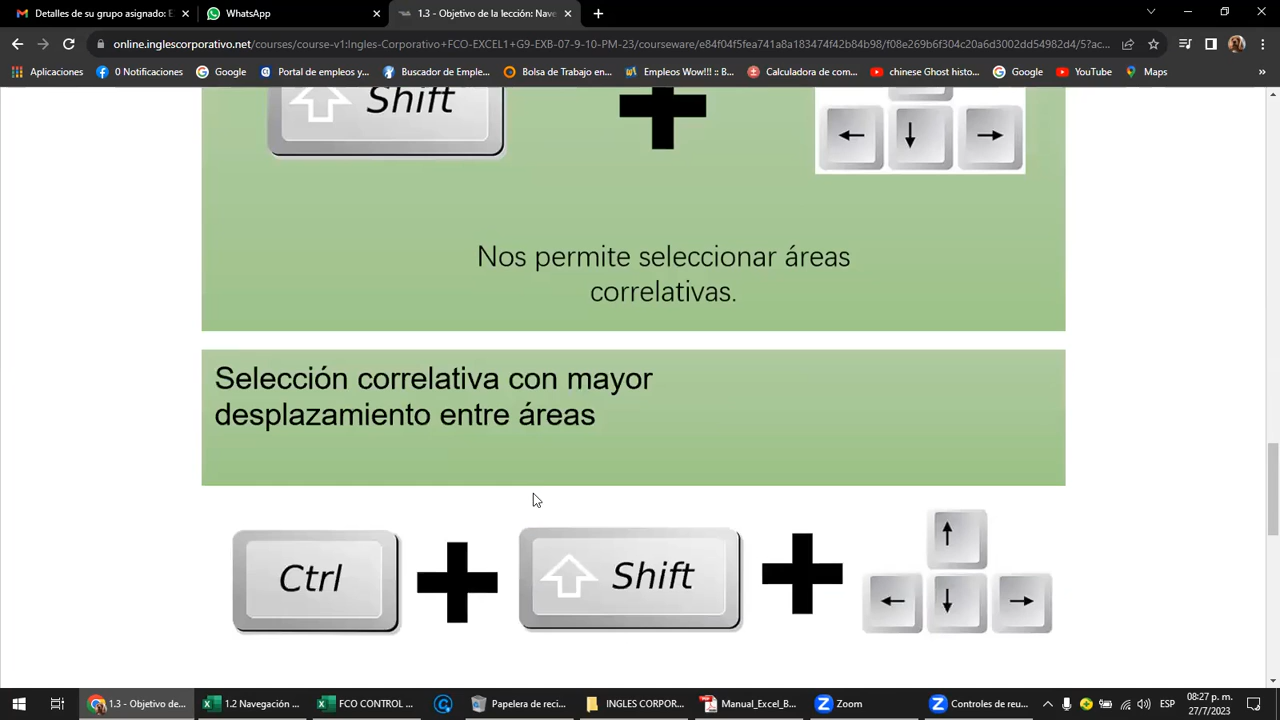 Detalles de su grupo asignado: E
WhatsApp
1.3 - Objetivo de la lección: Nave
online.inglescorporativo.net/courses/course-v1:Ingles-Corporativo+FCO-EXCEL1+G9-EXB-07-9-10-PM-23/courseware/e84f04f5fea741a8a183474f42b84b98/f08e269b6f304c20a6d3002dd54982d4/5?ac...
Aplicaciones
0 Notificaciones
Google
Portal de empleos y...
Buscador de Emple...
Bolsa de Trabajo en...
Empleos Wow!!! :: B...
Calculadora de com...
chinese Ghost histo...
Google
YouTube
Maps
»
Shift
Nos permite seleccionar áreas
correlativas.
Selección correlativa con mayor
desplazamiento entre áreas
Ctrl
Shift
1.3 - Objetivo de...
1.2 Navegación ...
FCO CONTROL ...
Papelera de reci...
INGLES CORPOR...
Manual_Excel_B...
Zoom
Controles de reu...
ESP
08:27 p. m.
27/7/2023